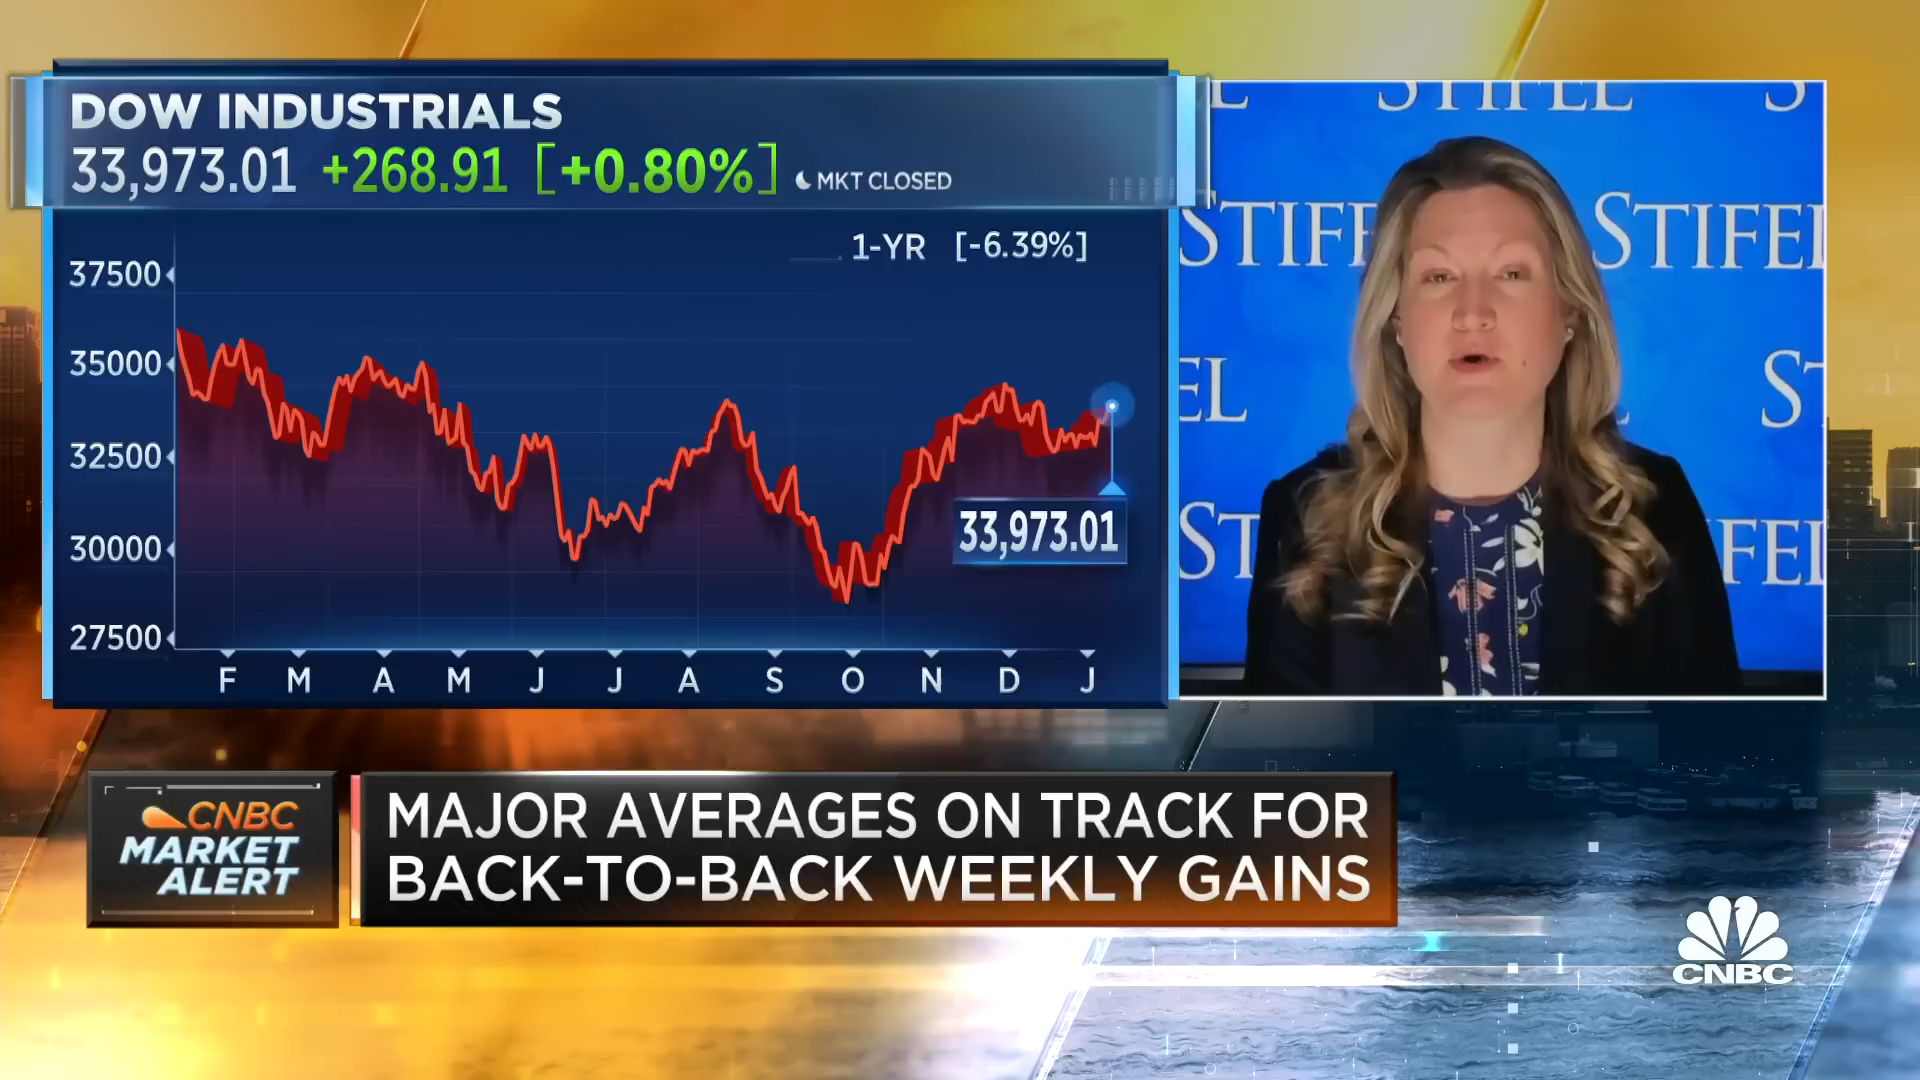 DOW INDUSTRIALS
33,973.01 +268.91 [+0.80%] MKT CLOSED
1-YR [-6.39%]
37500
35000
32500
30000
27500
33,973.01
F M A M J J A S O N D J
STIFEL
STIFEL
CNBC
MARKET
ALERT
MAJOR AVERAGES ON TRACK FOR
BACK-TO-BACK WEEKLY GAINS
CNBC